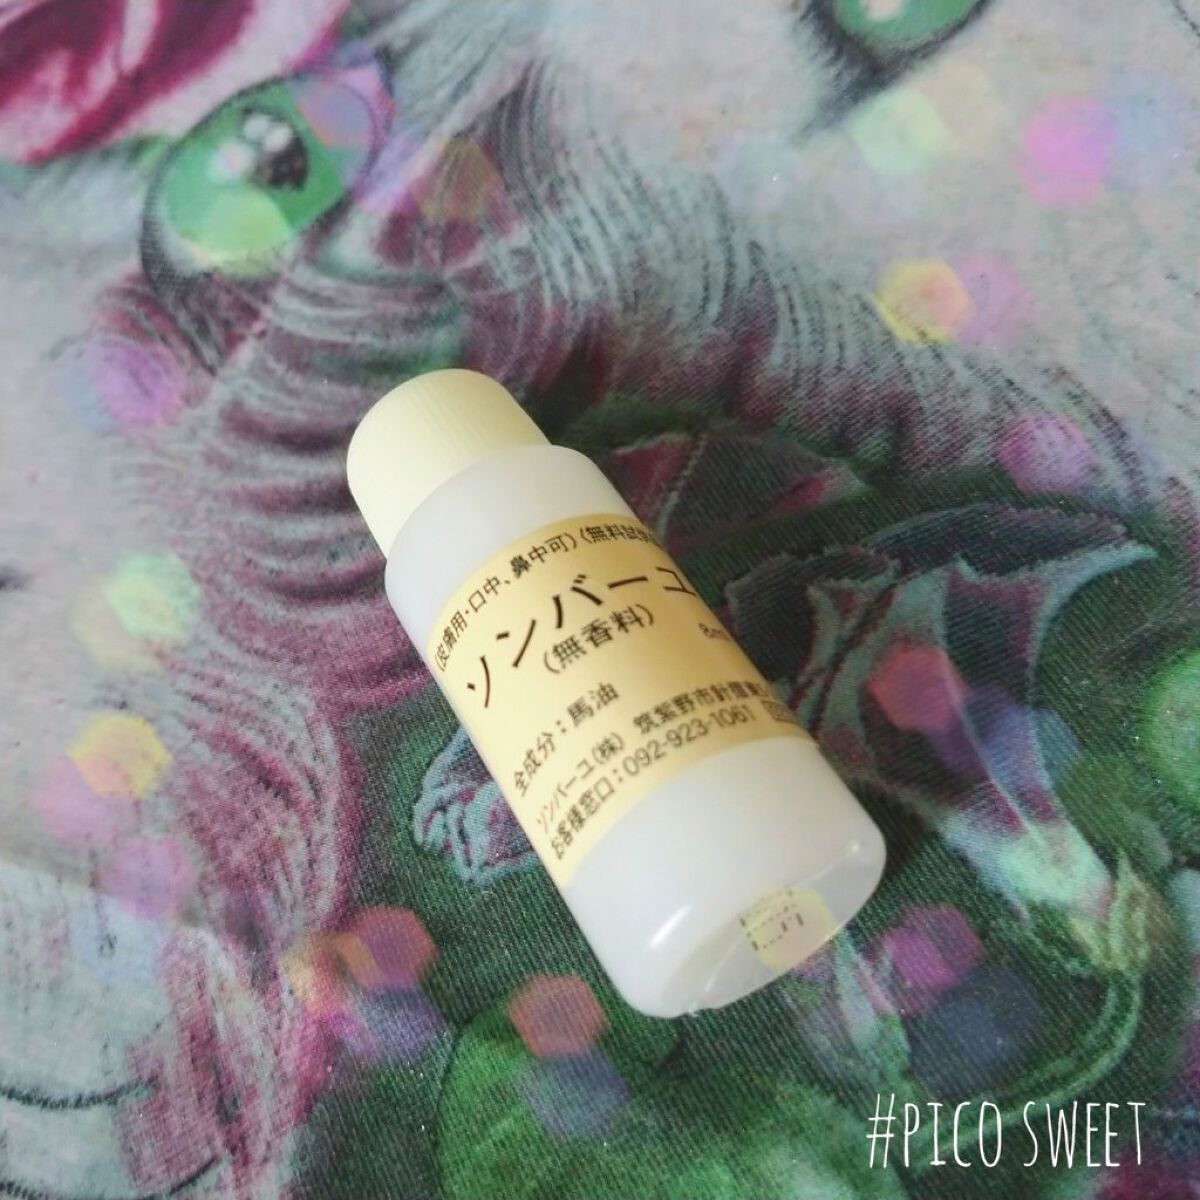 (皮膚用・口中、鼻中可)(無料試供
ソンバーユ
(無香料)
8m
全成分:馬油
ソンバーユ(株) 筑紫野市針摺東
お客様窓口:092-923-1061
#PICO SWEET